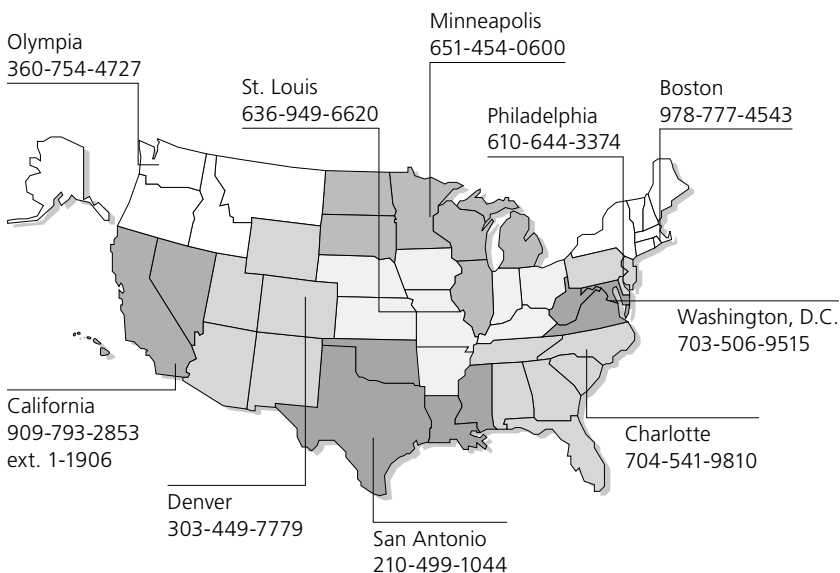 Minneapolis
651-454-0600
Olympia
360-754-4727
St. Louis
636-949-6620
Boston
978-777-4543
Philadelphia
610-644-3374
Washington, D.C.
703-506-9515
California
909-793-2853
ext. 1-1906
Charlotte
704-541-9810
Denver
303-449-7779
San Antonio
210-499-1044